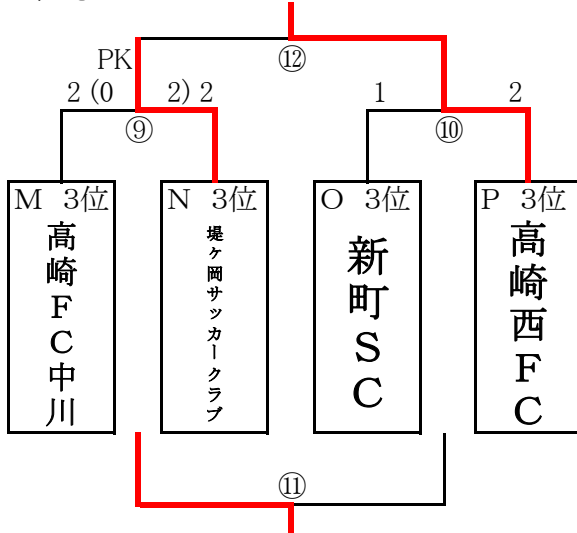 ⑫
PK
2 (0 2) 2 1 2
⑨ ⑩
M 3位 N 3位 O 3位 P 3位
高崎FC中川
堤ヶ岡サッカークラブ
新町SC
高崎西FC
⑪